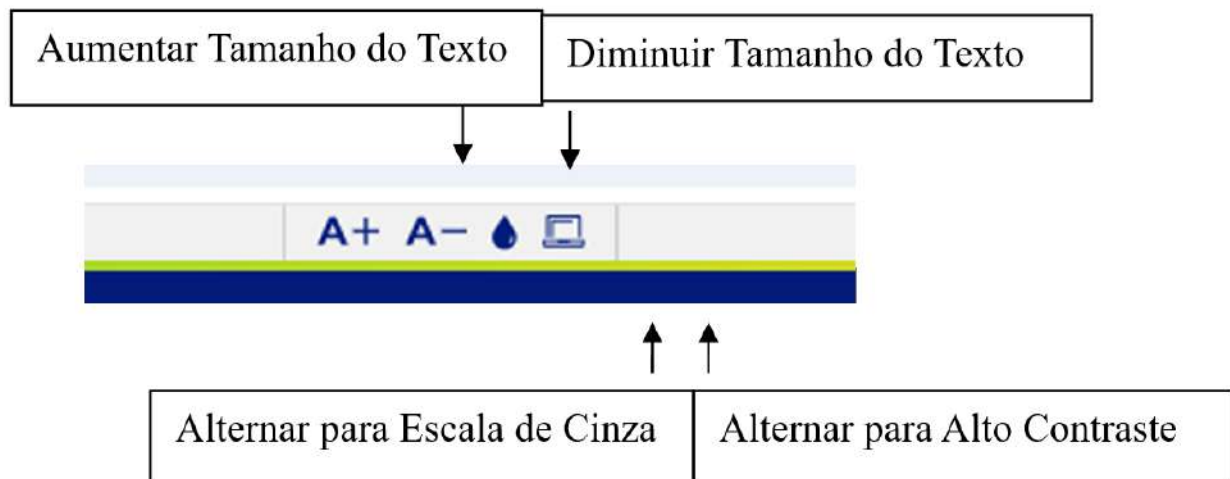 Aumentar Tamanho do Texto
Diminuir Tamanho do Texto
A+ A-
Alternar para Escala de Cinza
Alternar para Alto Contraste